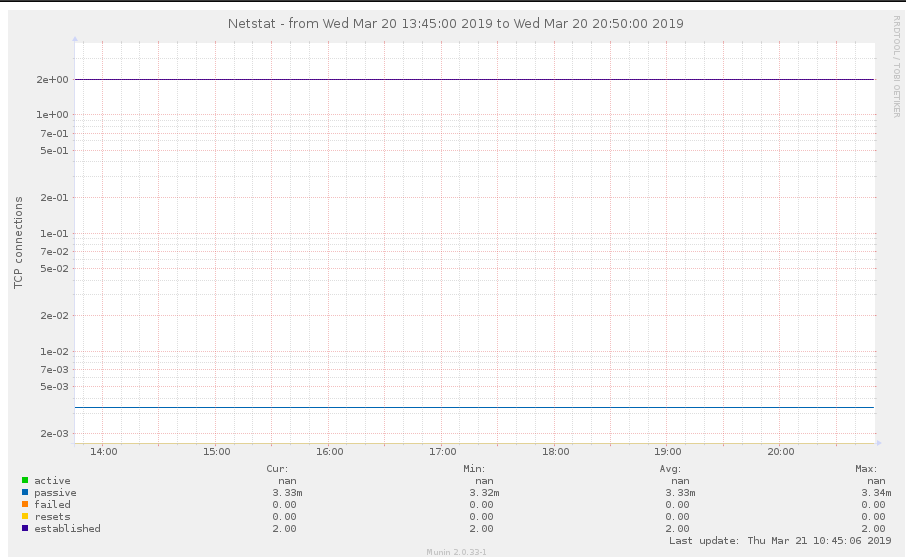 Netstat - from Wed Mar 20 13:45:00 2019 to Wed Mar 20 20:50:00 2019
RRDTOOL / TOBI OETIKER
TCP connections
2e+00
1e+00
7e-01
5e-01
2e-01
1e-01
7e-02
5e-02
2e-02
1e-02
7e-03
5e-03
2e-03
14:00 15:00 16:00 17:00 18:00 19:00 20:00
Cur: Min: Avg: Max:
active nan nan nan nan
passive 3.33m 3.32m 3.33m 3.34m
failed 0.00 0.00 0.00 0.00
resets 0.00 0.00 0.00 0.00
established 2.00 2.00 2.00 2.00
Last update: Thu Mar 21 10:45:06 2019
Munin 2.0.33-1